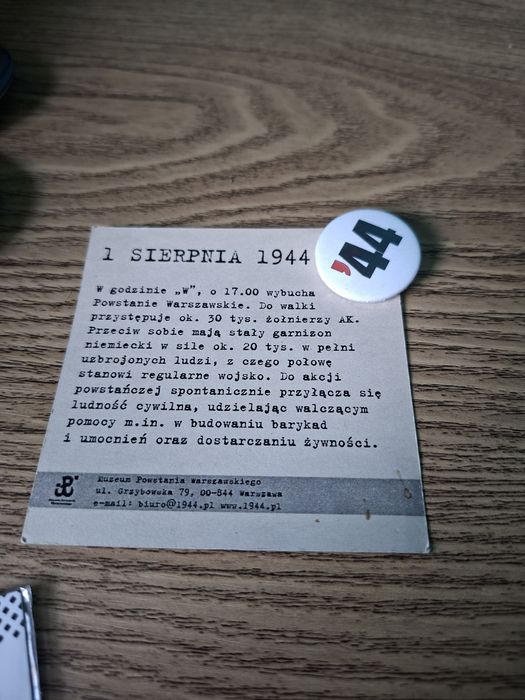 1 SIERPNIA 1944
'44
W godzinie „W”, o 17.00 wybucha
Powstanie Warszawskie. Do walki
przystępuje ok. 30 tys. żołnierzy AK.
Przeciw sobie mają stały garnizon
niemiecki w sile ok. 20 tys. w pełni
uzbrojonych ludzi, z czego połowę
stanowi regularne wojsko. Do akcji
powstańczej spontanicznie przyłącza się
ludność cywilna, udzielając walczącym
pomocy m.in. w budowaniu barykad
i umocnień oraz dostarczaniu żywności.
Muzeum Powstania Warszawskiego
ul. Grzybowska 79, 00-844 Warszawa
e-mail: biuro@1944.pl www.1944.pl